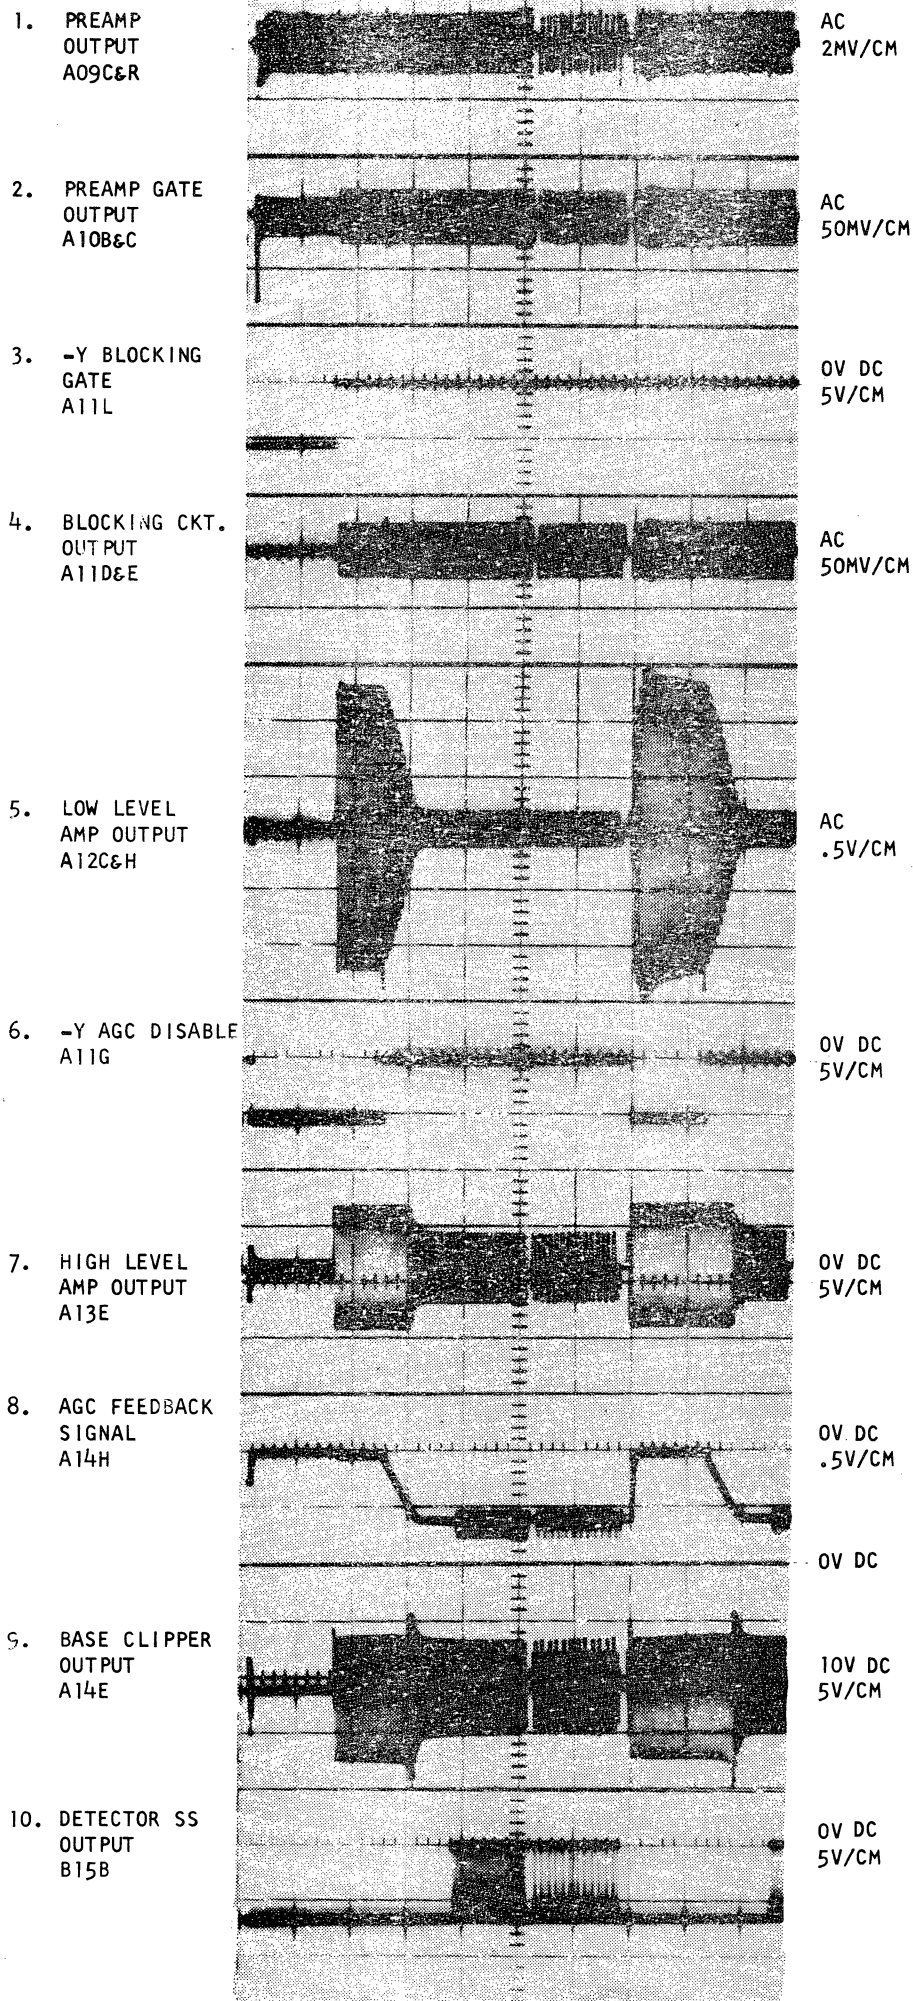 1. PREAMP
OUTPUT
A09C&R
AC
2MV/CM
2. PREAMP GATE
OUTPUT
A10B&C
AC
50MV/CM
3. -Y BLOCKING
GATE
A11L
0V DC
5V/CM
4. BLOCKING CKT.
OUTPUT
A11D&E
AC
50MV/CM
5. LOW LEVEL
AMP OUTPUT
A12C&H
AC
.5V/CM
6. -Y AGC DISABLE
A11G
0V DC
5V/CM
7. HIGH LEVEL
AMP OUTPUT
A13E
0V DC
5V/CM
8. AGC FEEDBACK
SIGNAL
A14H
0V DC
.5V/CM
0V DC
9. BASE CLIPPER
OUTPUT
A14E
10V DC
5V/CM
10. DETECTOR SS
OUTPUT
B15B
0V DC
5V/CM